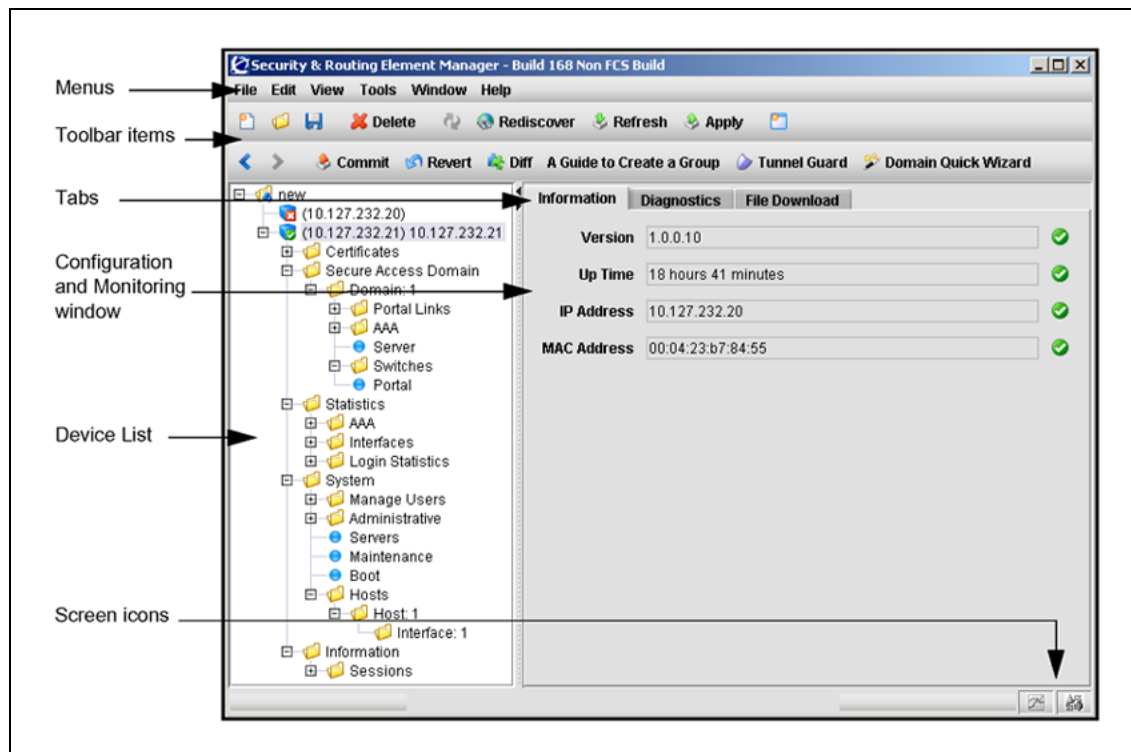 Security & Routing Element Manager - Build 168 Non FCS Build
Menus
File Edit View Tools Window Help
Toolbar items
Delete Rediscover Refresh Apply
Commit Revert Diff A Guide to Create a Group Tunnel Guard Domain Quick Wizard
Tabs
new
(10.127.232.20)
(10.127.232.21) 10.127.232.21
Certificates
Secure Access Domain
Domain: 1
Portal Links
AAA
Server
Switches
Portal
Statistics
AAA
Interfaces
Login Statistics
System
Manage Users
Administrative
Servers
Maintenance
Boot
Hosts
Host: 1
Interface: 1
Information
Sessions
Information Diagnostics File Download
Version 1.0.0.10
Up Time 18 hours 41 minutes
IP Address 10.127.232.20
MAC Address 00:04:23:b7:84:55
Configuration
and Monitoring
window
Device List
Screen icons